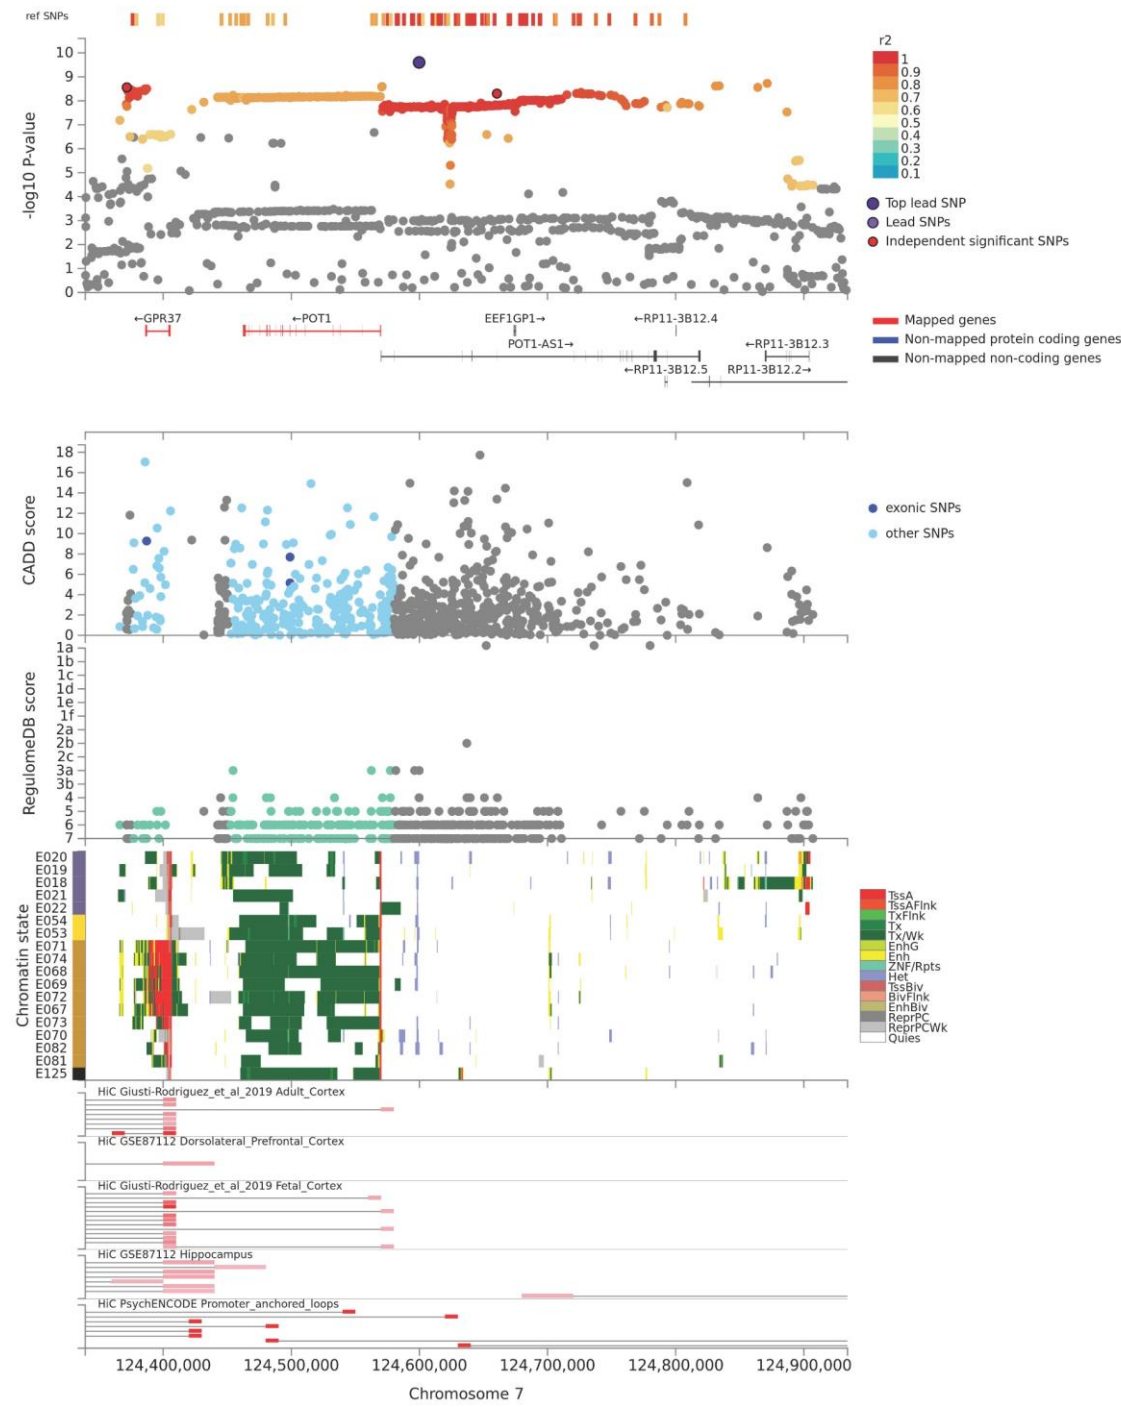 ref SNPs
r2
10
9
8
7
6
5
4
3
2
1
0
-log10 P-value
1
0.9
0.8
0.7
0.6
0.5
0.4
0.3
0.2
0.1
Top lead SNP
Lead SNPs
Independent significant SNPs
←GPR37
←POT1
EEF1GP1→
←RP11-3B12.4
POT1-AS1→
←RP11-3B12.3
←RP11-3B12.5
RP11-3B12.2→
Mapped genes
Non-mapped protein coding genes
Non-mapped non-coding genes
18
16
14
12
10
8
6
4
2
0
CADD score
exonic SNPs
other SNPs
1a
1b
1c
1d
1e
1f
2a
2b
2c
3a
3b
4
5
6
7
RegulomeDB score
E020
E019
E018
E021
E022
E054
E053
E071
E074
E068
E069
E072
E067
E073
E070
E082
E081
E125
Chromatin state
TssA
TssAFlnk
TxFlnk
Tx
Tx/Wk
EnhG
Enh
ZNF/Rpts
Het
TssBiv
BivFlnk
EnhBiv
ReprPC
ReprPCWk
Quies
HiC Giusti-Rodriguez_et_al_2019 Adult_Cortex
HiC GSE87112 Dorsolateral_Prefrontal_Cortex
HiC Giusti-Rodriguez_et_al_2019 Fetal_Cortex
HiC GSE87112 Hippocampus
HiC PsychENCODE Promoter_anchored_loops
124,400,000 124,500,000 124,600,000 124,700,000 124,800,000 124,900,000
Chromosome 7